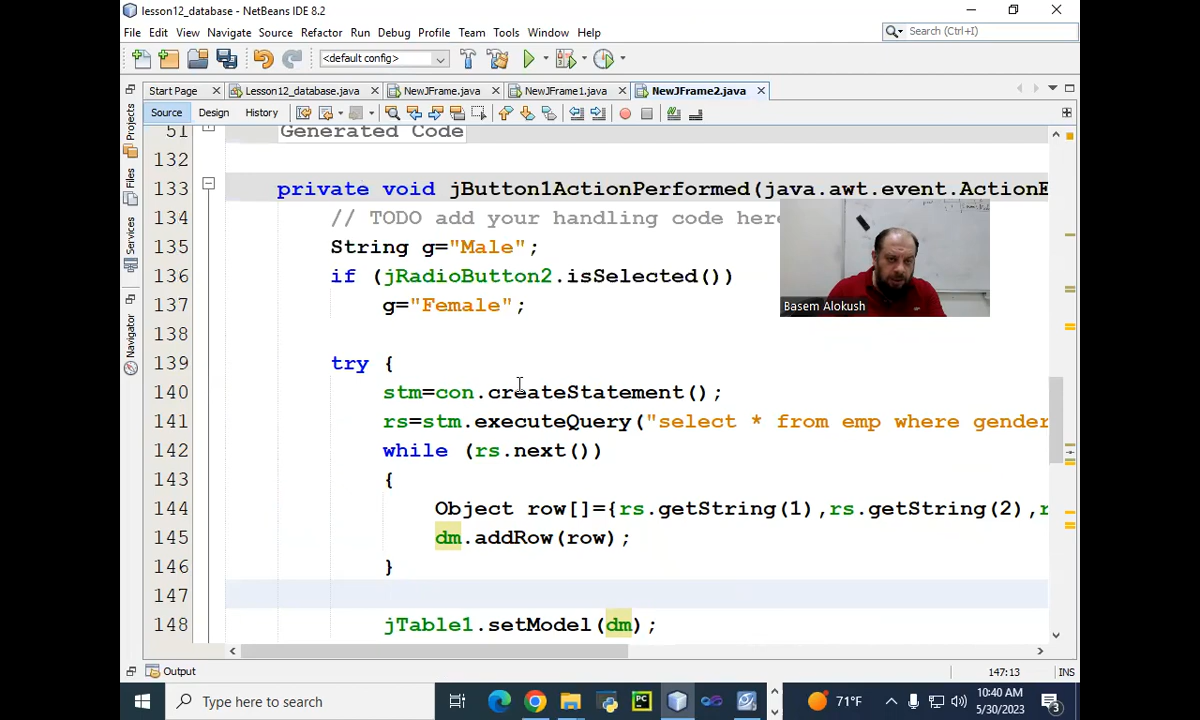 lesson12_database - NetBeans IDE 8.2
File Edit View Navigate Source Refactor Run Debug Profile Team Tools Window Help
Search (Ctrl+I)
<default config>
Start Page Lesson12_database.java NewJFrame.java NewJFrame1.java NewJFrame2.java
Source Design History
Projects
Files
Services
Navigator
51 Generated Code
132
133 private void jButton1ActionPerformed(java.awt.event.ActionE
134 // TODO add your handling code here
135 String g="Male";
136 if (jRadioButton2.isSelected())
137 g="Female";
138
139 try {
140 stm=con.createStatement();
141 rs=stm.executeQuery("select * from emp where gender
142 while (rs.next())
143 {
144 Object row[]={rs.getString(1),rs.getString(2),r
145 dm.addRow(row);
146 }
147
148 jTable1.setModel(dm);
Basem Alokush
Output
147:13 INS
Type here to search
PC
71°F
10:40 AM
5/30/2023
3